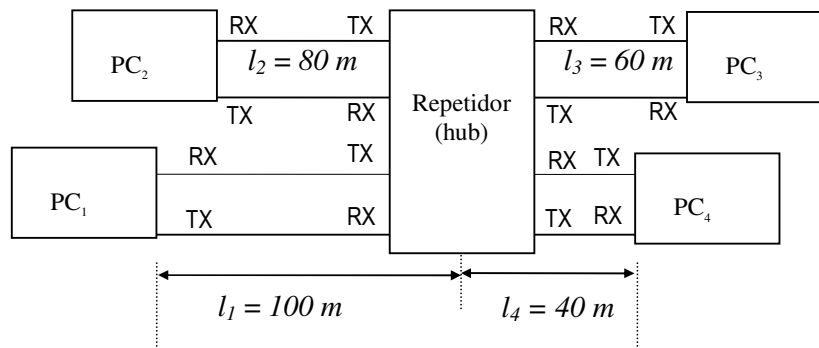 RX TX
RX TX
PC2
l2 = 80 m
l3 = 60 m
PC3
Repetidor
(hub)
TX RX
TX RX
RX TX
RX TX
PC1
PC4
TX RX
TX RX
l1 = 100 m
l4 = 40 m